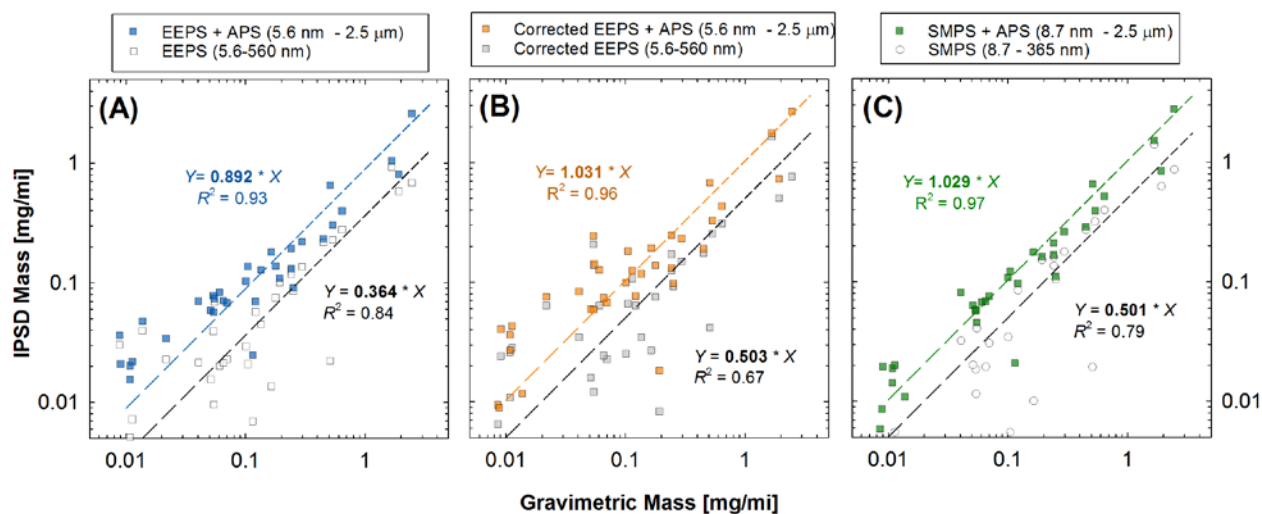 EEPS + APS (5.6 nm - 2.5 μm)
EEPS (5.6-560 nm)
Corrected EEPS + APS (5.6 nm - 2.5 μm)
Corrected EEPS (5.6-560 nm)
SMPS + APS (8.7 nm - 2.5 μm)
SMPS (8.7 - 365 nm)
(A)
Y= 0.892 * X
R² = 0.93
Y = 0.364 * X
R² = 0.84
(B)
Y= 1.031 * X
R² = 0.96
Y = 0.503 * X
R² = 0.67
(C)
Y= 1.029 * X
R² = 0.97
Y = 0.501 * X
R² = 0.79
IPSD Mass [mg/mi]
1
0.1
0.01
1
0.1
0.01
0.01
0.1
1
0.01
0.1
1
0.01
0.1
1
Gravimetric Mass [mg/mi]